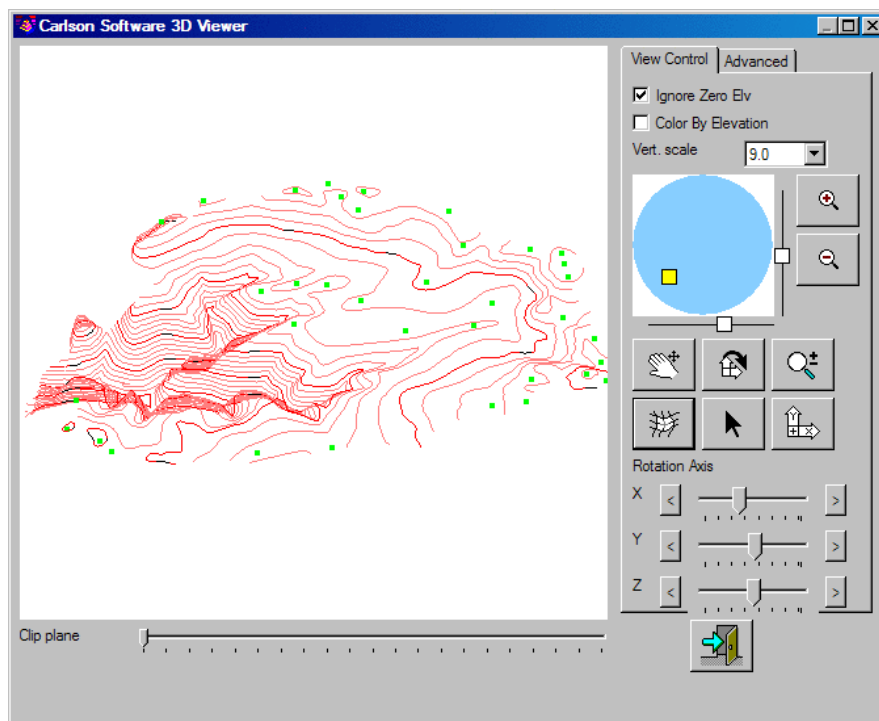 Carlson Software 3D Viewer
View Control
Advanced
Ignore Zero Elv
Color By Elevation
Vert. scale
9.0
Rotation Axis
X
<
>
Y
<
>
Z
<
>
Clip plane